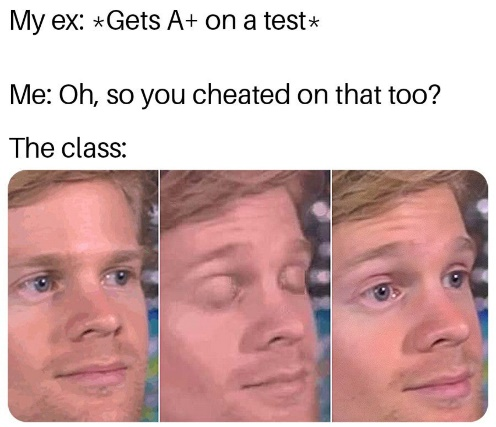 My ex: *Gets A+ on a test*
Me: Oh, so you cheated on that too?
The class: